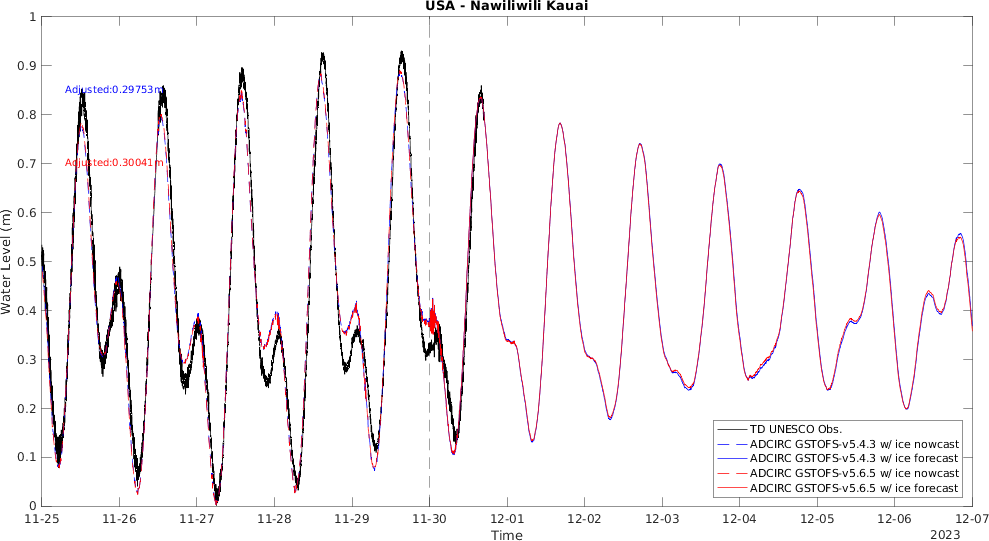 USA - Nawiliwili Kauai
1
0.9
0.8
0.7
0.6
0.5
0.4
0.3
0.2
0.1
0
Water Level (m)
Adjusted:0.29753m
Adjusted:0.30041m
TD UNESCO Obs.
ADCIRC GSTOFS-v5.4.3 w/ ice nowcast
ADCIRC GSTOFS-v5.4.3 w/ ice forecast
ADCIRC GSTOFS-v5.6.5 w/ ice nowcast
ADCIRC GSTOFS-v5.6.5 w/ ice forecast
11-25 11-26 11-27 11-28 11-29 11-30 12-01 12-02 12-03 12-04 12-05 12-06 12-07
Time
2023